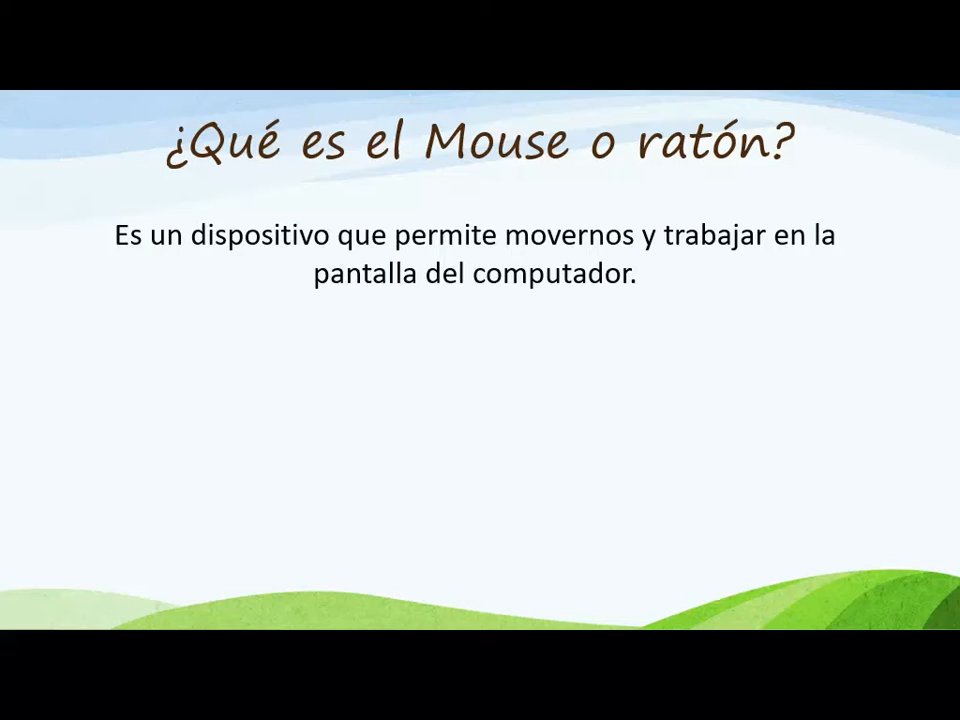 ¿Qué es el Mouse o ratón?
Es un dispositivo que permite movernos y trabajar en la
pantalla del computador.